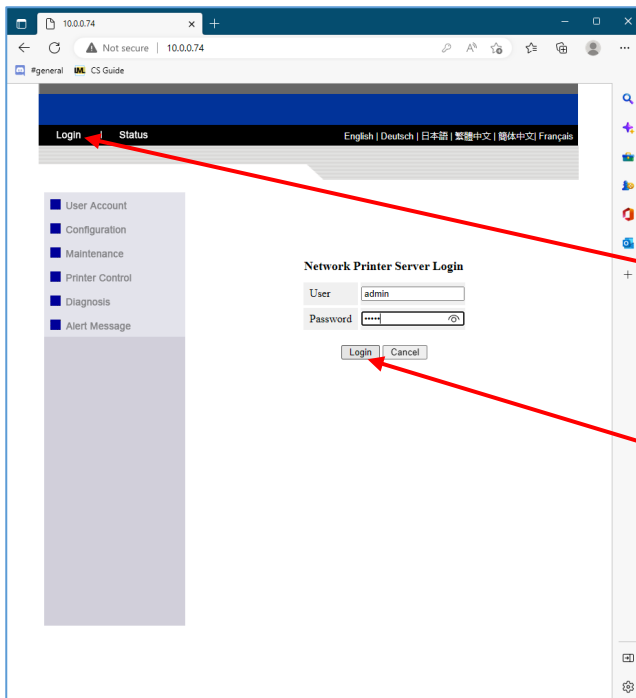 10.0.0.74
Not secure | 10.0.0.74
#general IML CS Guide
Login | Status English | Deutsch | 日本語 | 繁體中文 | 簡体中文| Français
User Account
Configuration
Maintenance
Printer Control
Diagnosis
Alert Message
Network Printer Server Login
User admin
Password •••••
Login Cancel